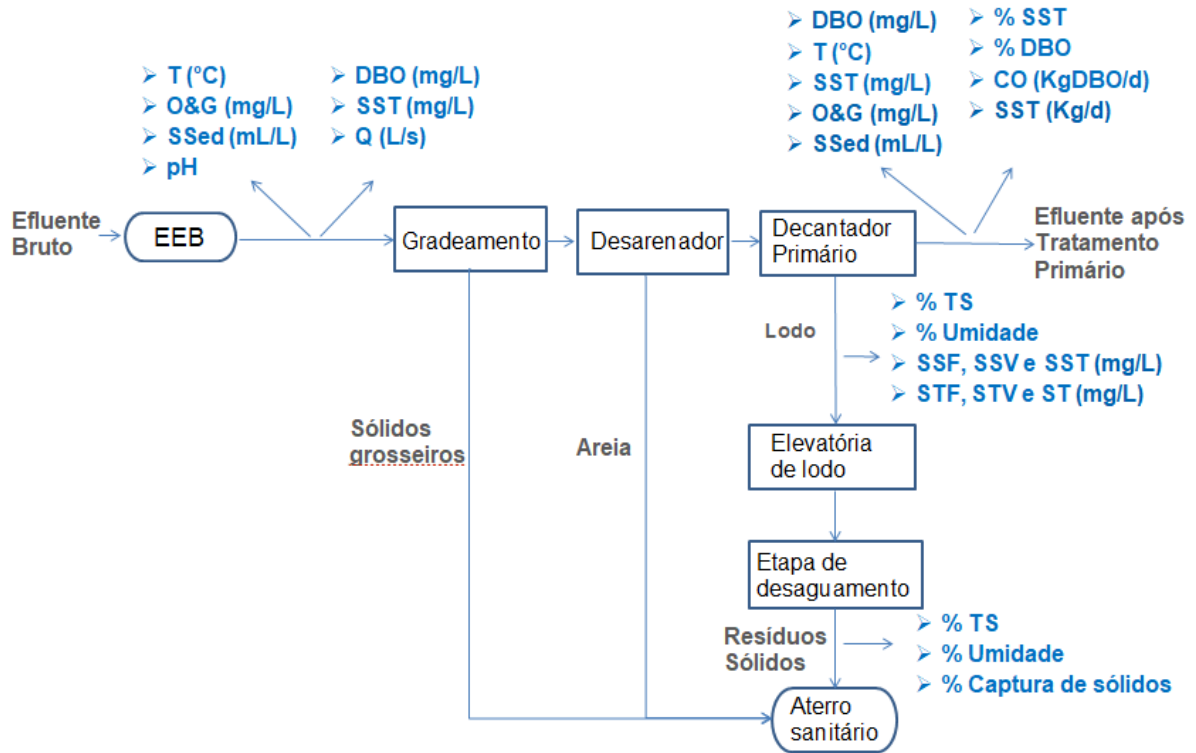 ➢ DBO (mg/L)
➢ T (°C)
➢ SST (mg/L)
➢ O&G (mg/L)
➢ SSed (mL/L)
➢ % SST
➢ % DBO
➢ CO (KgDBO/d)
➢ SST (Kg/d)
➢ T (°C)
➢ O&G (mg/L)
➢ SSed (mL/L)
➢ pH
➢ DBO (mg/L)
➢ SST (mg/L)
➢ Q (L/s)
Efluente
Bruto
EEB
Gradeamento
Desarenador
Decantador
Primário
Efluente após
Tratamento
Primário
Lodo
➢ % TS
➢ % Umidade
➢ SSF, SSV e SST (mg/L)
➢ STF, STV e ST (mg/L)
Sólidos
grosseiros
Areia
Elevatória
de lodo
Etapa de
desaguamento
Resíduos
Sólidos
➢ % TS
➢ % Umidade
➢ % Captura de sólidos
Aterro
sanitário